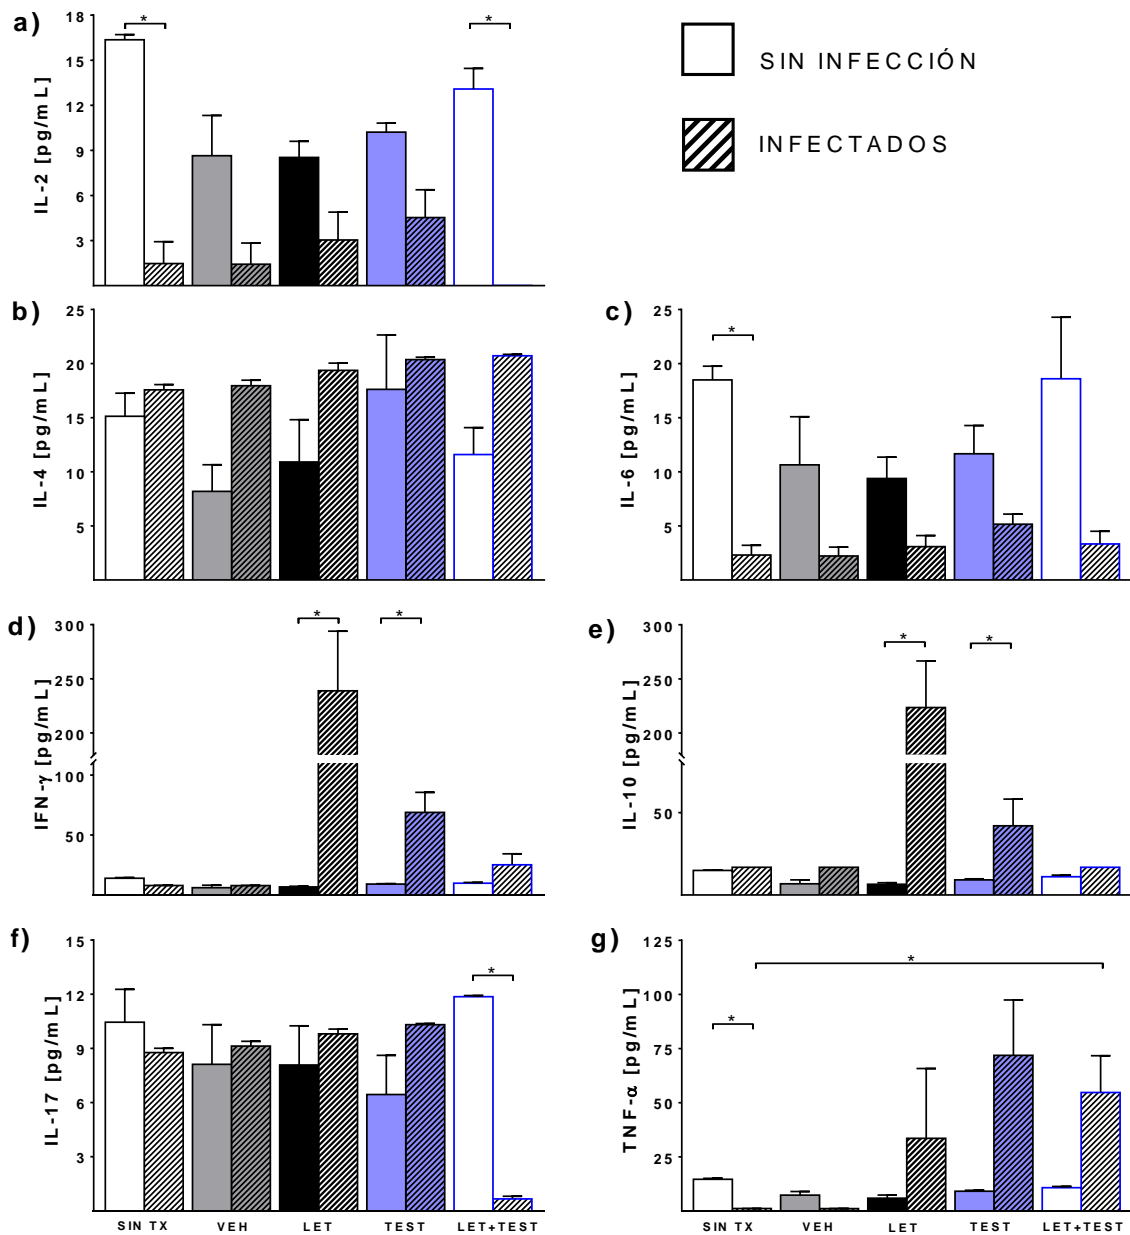 a)
IL-2 [pg/mL]
18
15
12
9
6
3
*
*
SIN INFECCIÓN
INFECTADOS
b)
IL-4 [pg/mL]
25
20
15
10
5
c)
IL-6 [pg/mL]
25
20
15
10
5
*
d)
IFN-γ [pg/mL]
300
250
200
100
50
*
*
e)
IL-10 [pg/mL]
300
250
200
50
*
*
f)
IL-17 [pg/mL]
15
12
9
6
3
*
SIN TX
VEH
LET
TEST
LET+TEST
g)
TNF-α [pg/mL]
125
100
75
50
25
*
*
SIN TX
VEH
LET
TEST
LET+TEST